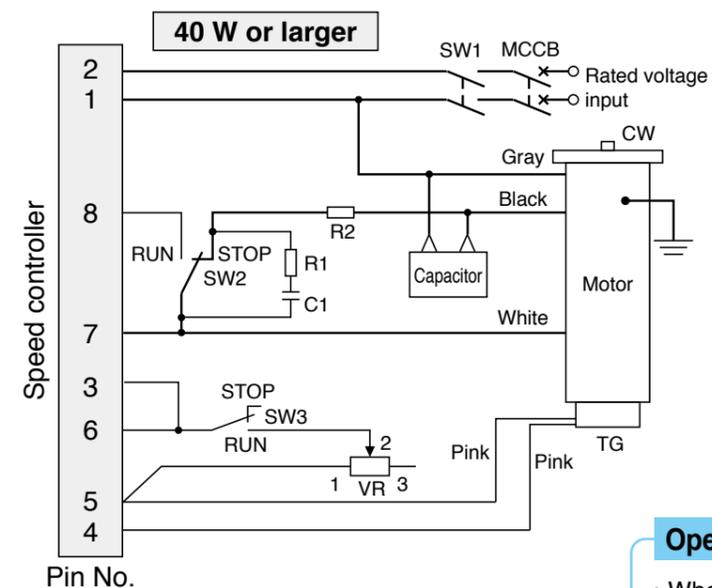 40 W or larger
SW1 MCCB
2
Rated voltage
1
input
CW
Gray
8
Black
RUN
STOP
R2
SW2
R1
Capacitor
Motor
C1
7
White
Speed controller
3
STOP
SW3
6
RUN
2
Pink
Pink
TG
1 VR 3
5
4
Pin No.
Ope